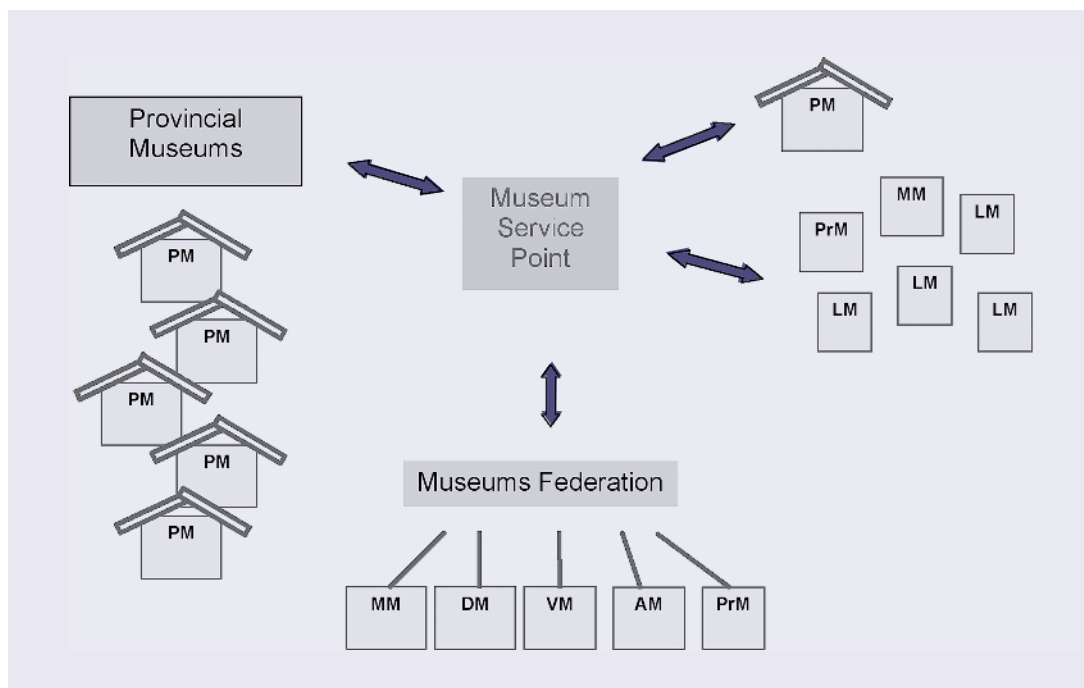 Provincial
Museums
PM
PM
PM
PM
PM
Museum
Service
Point
PM
MM
LM
PrM
LM
LM
LM
Museums Federation
MM
DM
VM
AM
PrM